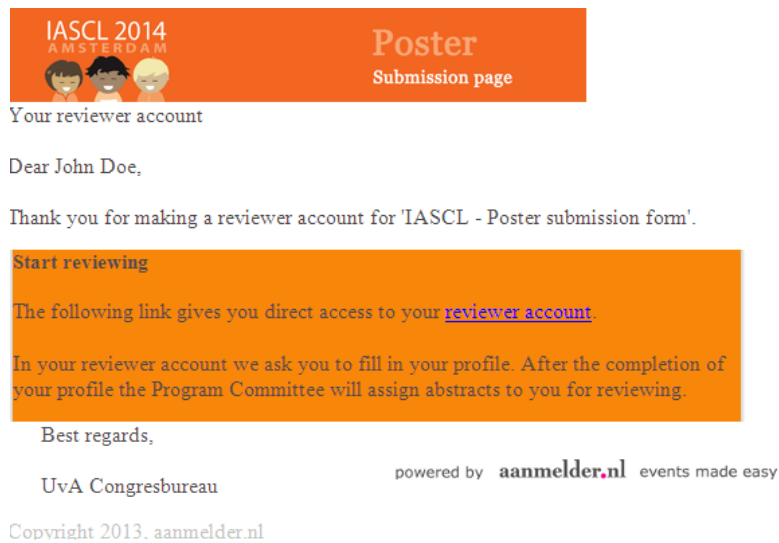 IASCL 2014
AMSTERDAM
Poster
Submission page
Your reviewer account
Dear John Doe,
Thank you for making a reviewer account for 'IASCL - Poster submission form'.
Start reviewing
The following link gives you direct access to your reviewer account.
In your reviewer account we ask you to fill in your profile. After the completion of
your profile the Program Committee will assign abstracts to you for reviewing.
Best regards,
powered by aanmelder.nl events made easy
UvA Congresbureau
Copyright 2013, aanmelder.nl